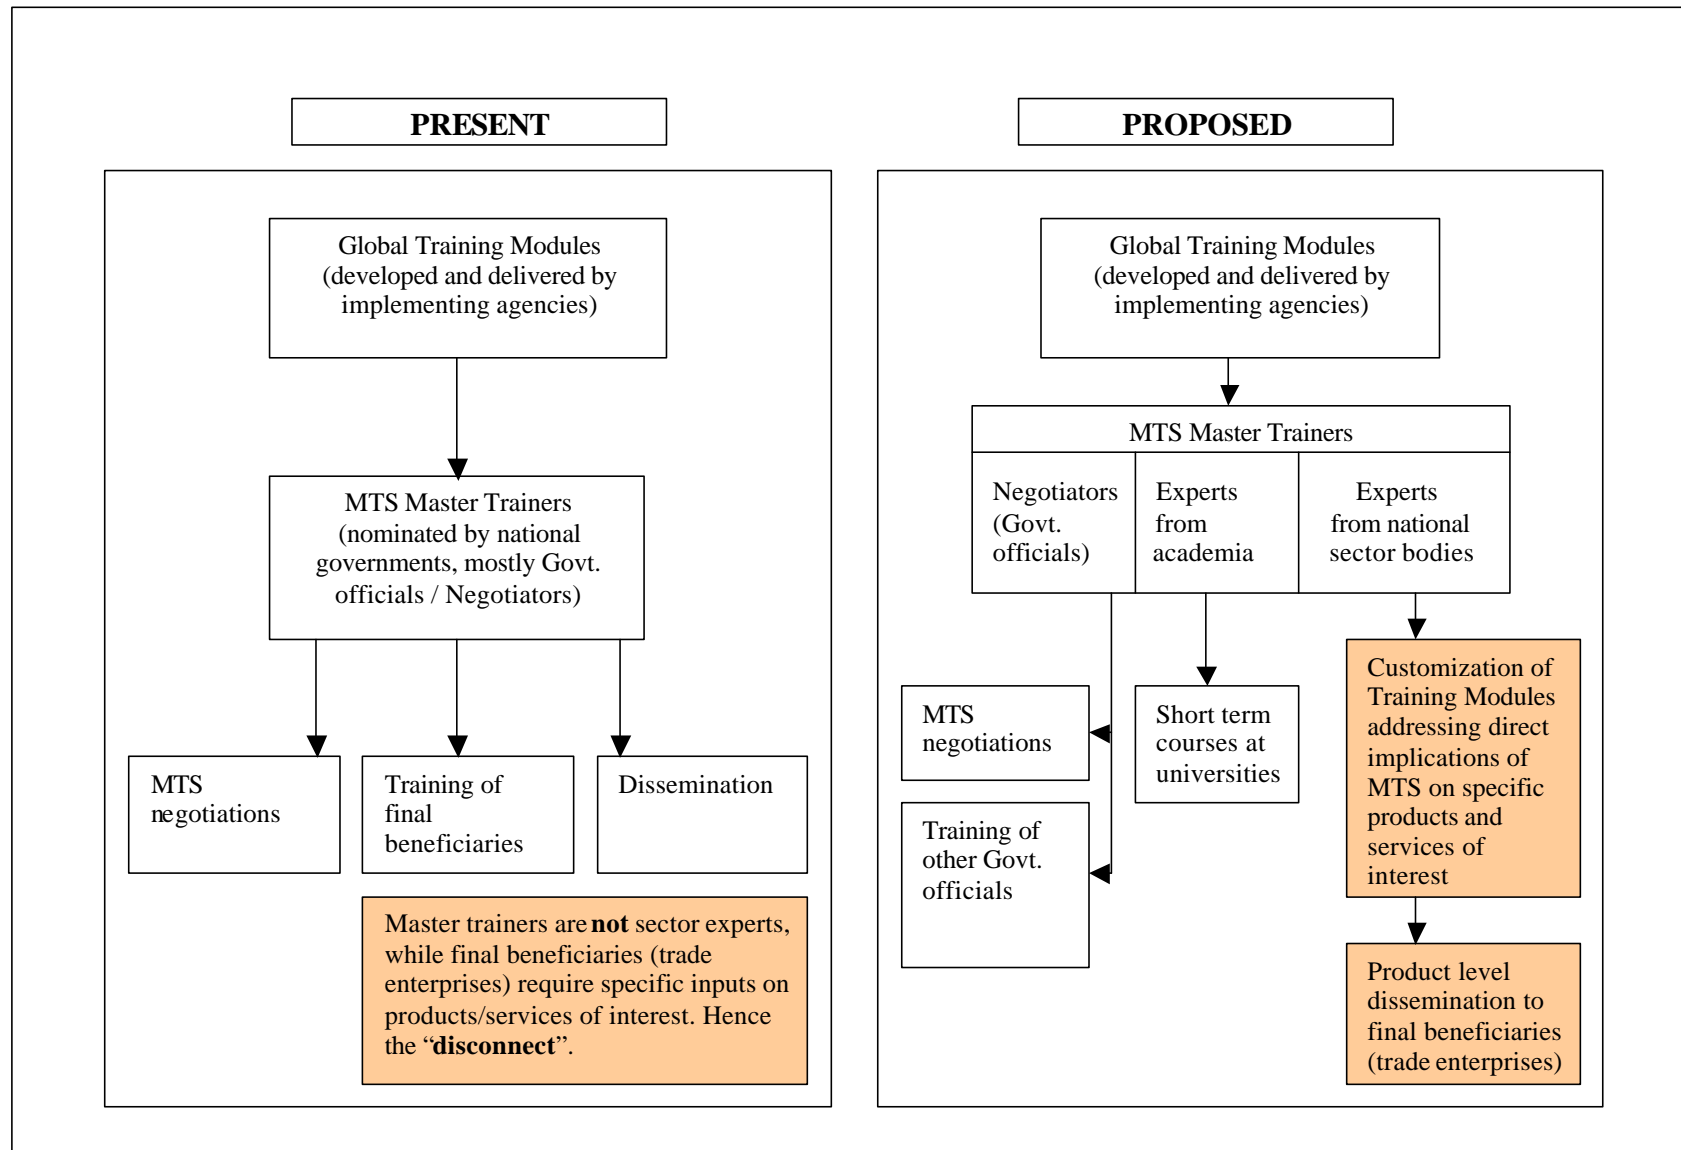 PRESENT
Global Training Modules
(developed and delivered by
implementing agencies)
MTS Master Trainers
(nominated by national
governments, mostly Govt.
officials / Negotiators)
MTS
negotiations
Training of
final
beneficiaries
Dissemination
Master trainers are not sector experts,
while final beneficiaries (trade
enterprises) require specific inputs on
products/services of interest. Hence
the “disconnect”.
PROPOSED
Global Training Modules
(developed and delivered by
implementing agencies)
MTS Master Trainers
Negotiators
(Govt.
officials)
Experts
from
academia
Experts
from national
sector bodies
MTS
negotiations
Training of
other Govt.
officials
Short term
courses at
universities
Customization of
Training Modules
addressing direct
implications of
MTS on specific
products and
services of
interest
Product level
dissemination to
final beneficiaries
(trade enterprises)